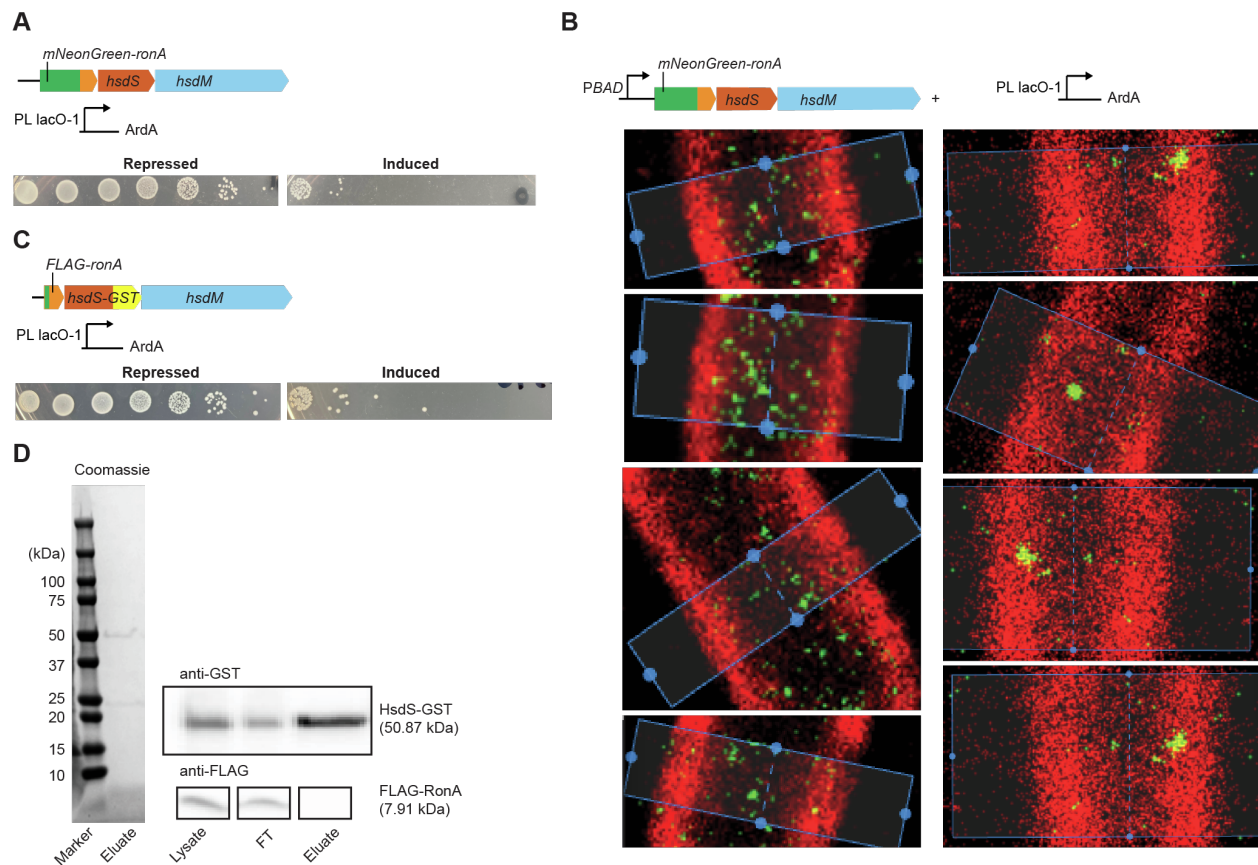 A
mNeonGreen-ronA
hsdS
hsdM
PL lacO-1
ArdA
Repressed
Induced
B
PBAD
mNeonGreen-ronA
hsdS
hsdM
+
PL lacO-1
ArdA
C
FLAG-ronA
hsdS-GST
hsdM
PL lacO-1
ArdA
Repressed
Induced
D
Coomassie
(kDa)
100
75
50
37
25
20
15
10
Marker
Eluate
anti-GST
HsdS-GST
(50.87 kDa)
anti-FLAG
FLAG-RonA
(7.91 kDa)
Lysate
FT
Eluate